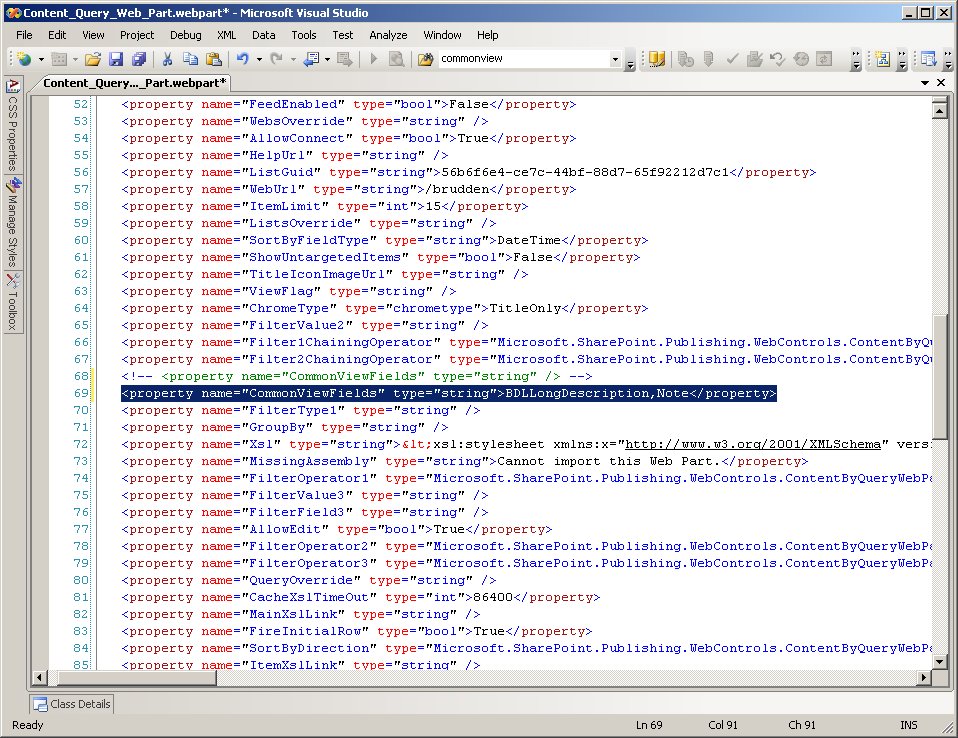 Content_Query_Web_Part.webpart* - Microsoft Visual Studio
File Edit View Project Debug XML Data Tools Test Analyze Window Help
commonview
Content_Query..._Part.webpart*
CSS Properties
Manage Styles
Toolbox
52 <property name="FeedEnabled" type="bool">False</property>
53 <property name="WebsOverride" type="string" />
54 <property name="AllowConnect" type="bool">True</property>
55 <property name="HelpUrl" type="string" />
56 <property name="ListGuid" type="string">56b6f6e4-ce7c-44bf-88d7-65f92212d7c1</property>
57 <property name="WebUrl" type="string">/brudden</property>
58 <property name="ItemLimit" type="int">15</property>
59 <property name="ListsOverride" type="string" />
60 <property name="SortByFieldType" type="string">DateTime</property>
61 <property name="ShowUntargetedItems" type="bool">False</property>
62 <property name="TitleIconImageUrl" type="string" />
63 <property name="ViewFlag" type="string" />
64 <property name="ChromeType" type="chrometype">TitleOnly</property>
65 <property name="FilterValue2" type="string" />
66 <property name="Filter1ChainingOperator" type="Microsoft.SharePoint.Publishing.WebControls.ContentByQu
67 <property name="Filter2ChainingOperator" type="Microsoft.SharePoint.Publishing.WebControls.ContentByQu
68 <!-- <property name="CommonViewFields" type="string" /> -->
69 <property name="CommonViewFields" type="string">BDLLongDescription,Note</property>
70 <property name="FilterType1" type="string" />
71 <property name="GroupBy" type="string" />
72 <property name="Xsl" type="string">&lt;xsl:stylesheet xmlns:x="http://www.w3.org/2001/XMLSchema" versi
73 <property name="MissingAssembly" type="string">Cannot import this Web Part.</property>
74 <property name="FilterOperator1" type="Microsoft.SharePoint.Publishing.WebControls.ContentByQueryWebPa
75 <property name="FilterValue3" type="string" />
76 <property name="FilterField3" type="string" />
77 <property name="AllowEdit" type="bool">True</property>
78 <property name="FilterOperator2" type="Microsoft.SharePoint.Publishing.WebControls.ContentByQueryWebPa
79 <property name="FilterOperator3" type="Microsoft.SharePoint.Publishing.WebControls.ContentByQueryWebPa
80 <property name="QueryOverride" type="string" />
81 <property name="CacheXslTimeOut" type="int">86400</property>
82 <property name="MainXslLink" type="string" />
83 <property name="FireInitialRow" type="bool">True</property>
84 <property name="SortByDirection" type="Microsoft.SharePoint.Publishing.WebControls.ContentByQueryWebPa
85 <property name="ItemXslLink" type="string" />
Class Details
Ready Ln 69 Col 91 Ch 91 INS